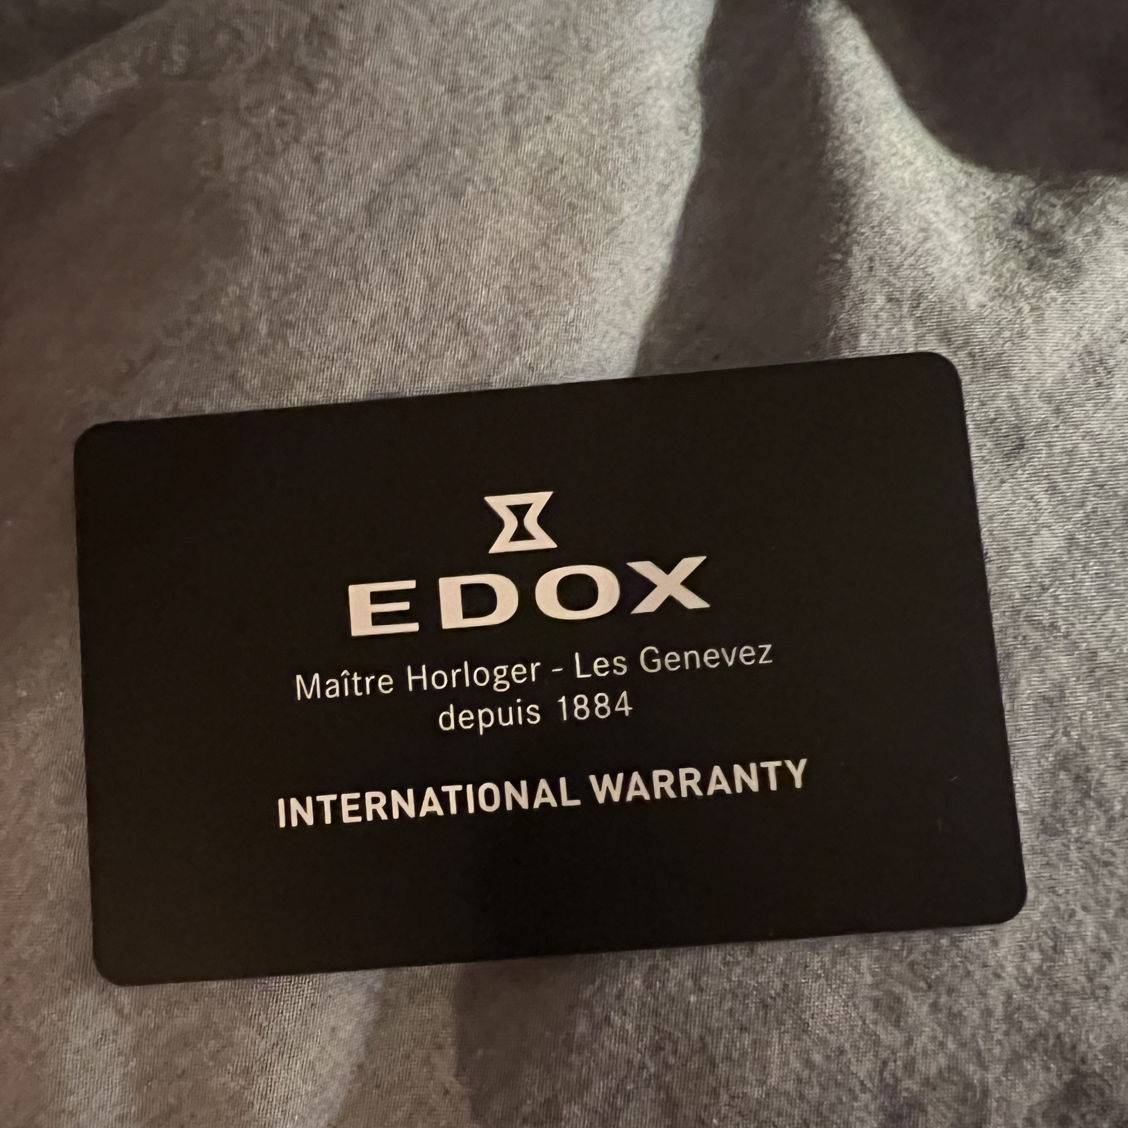 EDOX
Maître Horloger - Les Genevez
depuis 1884
INTERNATIONAL WARRANTY